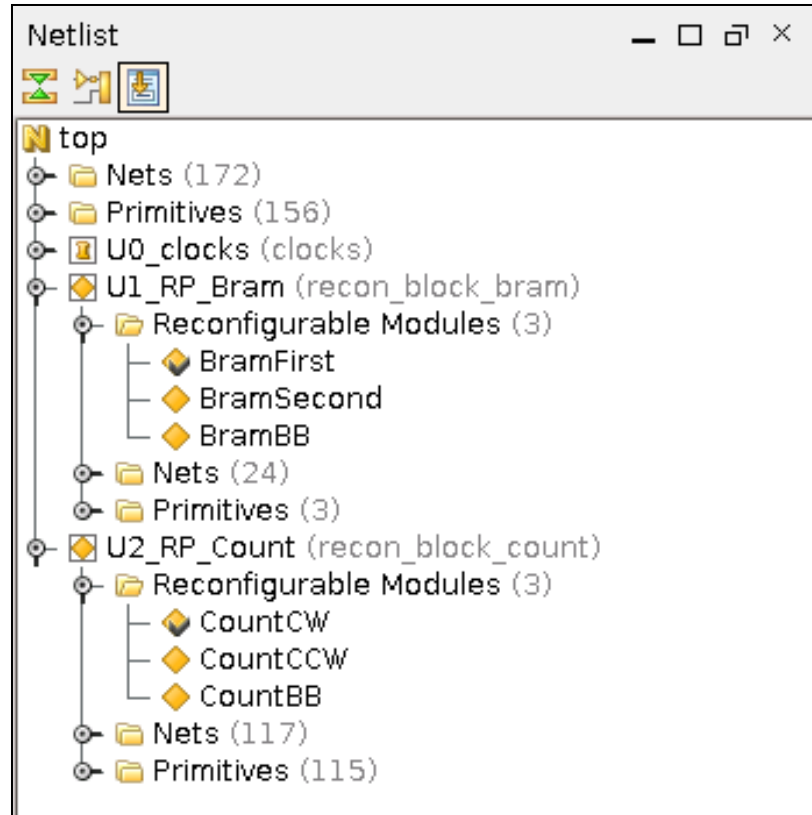 Netlist
top
Nets (172)
Primitives (156)
U0_clocks (clocks)
U1_RP_Bram (recon_block_bram)
Reconfigurable Modules (3)
BramFirst
BramSecond
BramBB
Nets (24)
Primitives (3)
U2_RP_Count (recon_block_count)
Reconfigurable Modules (3)
CountCW
CountCCW
CountBB
Nets (117)
Primitives (115)